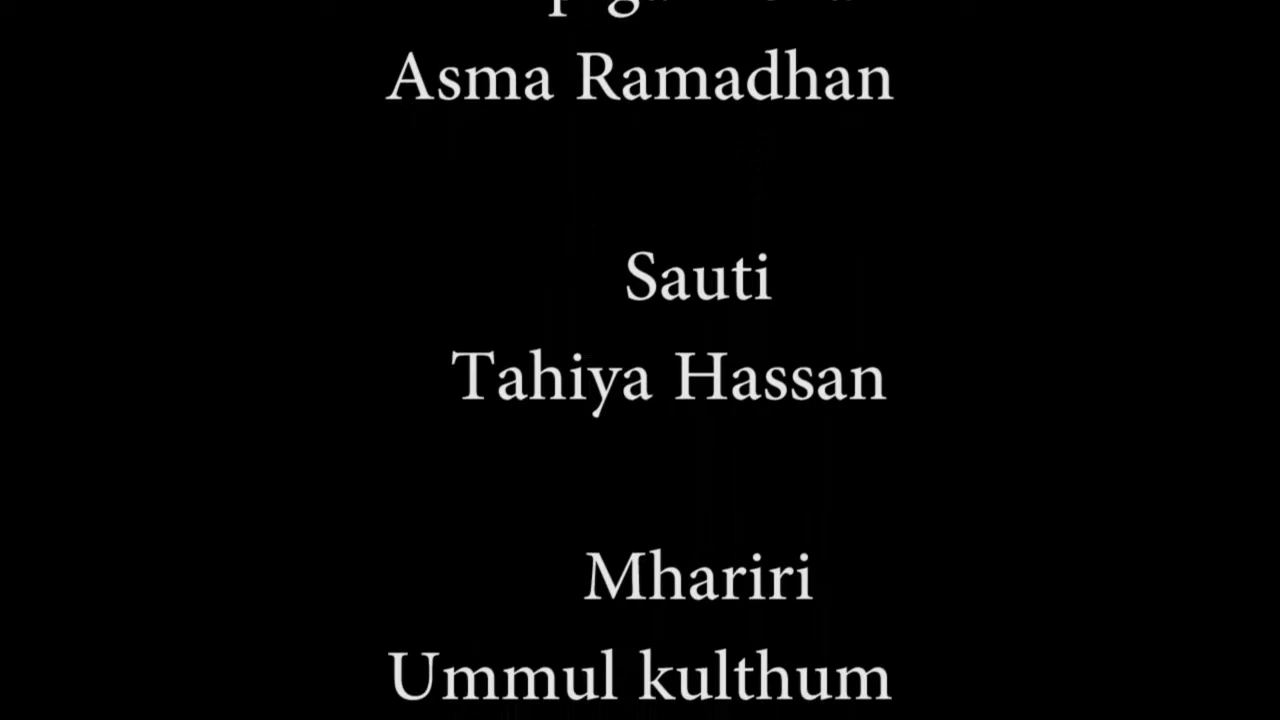 Asma Ramadhan
Sauti
Tahiya Hassan
Mhariri
Ummul kulthum